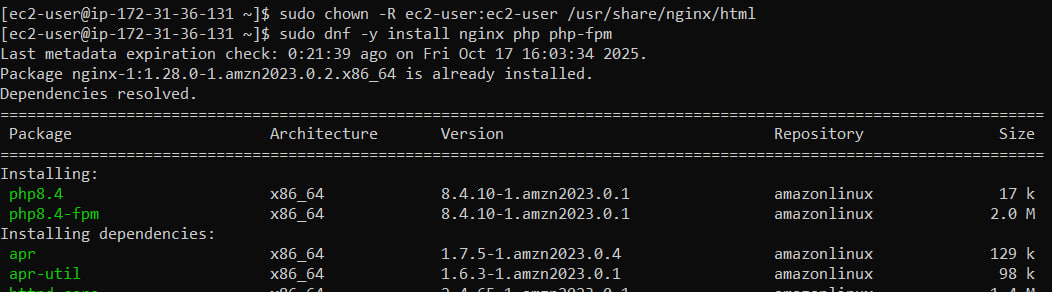 [ec2-user@ip-172-31-36-131 ~]$ sudo chown -R ec2-user:ec2-user /usr/share/nginx/html
[ec2-user@ip-172-31-36-131 ~]$ sudo dnf -y install nginx php php-fpm
Last metadata expiration check: 0:21:39 ago on Fri Oct 17 16:03:34 2025.
Package nginx-1:1.28.0-1.amzn2023.0.2.x86_64 is already installed.
Dependencies resolved.
================================================================================
Package Architecture Version Repository Size
================================================================================
Installing:
php8.4 x86_64 8.4.10-1.amzn2023.0.1 amazonlinux 17 k
php8.4-fpm x86_64 8.4.10-1.amzn2023.0.1 amazonlinux 2.0 M
Installing dependencies:
apr x86_64 1.7.5-1.amzn2023.0.4 amazonlinux 129 k
apr-util x86_64 1.6.3-1.amzn2023.0.1 amazonlinux 98 k